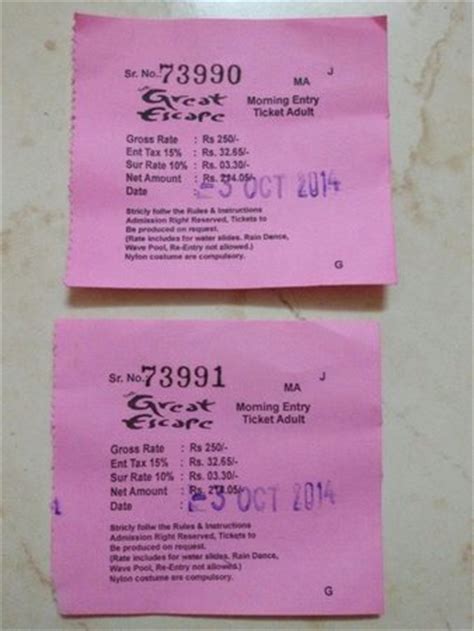 Sr. No. 73990
MA J
Great Escape
Morning Entry
Ticket Adult
Gross Rate : Rs 250/-
Ent Tax 15% : Rs. 32.65/-
Sur Rate 10% : Rs. 03.30/-
Net Amount : Rs. 214.05/-
Date 3 OCT 2014
Stricly follw the Rules & Instructions
Admission Right Reserved, Tickets to
Be produced on request.
(Rate includes for water slides, Rain Dance,
Wave Pool, Re-Entry not allowed.)
Nylon costume are compulsory.
G
Sr. No. 73991
MA J
Great Escape
Morning Entry
Ticket Adult
Gross Rate : Rs 250/-
Ent Tax 15% : Rs. 32.65/-
Sur Rate 10% : Rs. 03.30/-
Net Amount : Rs. 214.05/-
Date 3 OCT 2014
Stricly follw the Rules & Instructions
Admission Right Reserved, Tickets to
Be produced on request.
(Rate includes for water slides, Rain Dance,
Wave Pool, Re-Entry not allowed.)
Nylon costume are compulsory.
G